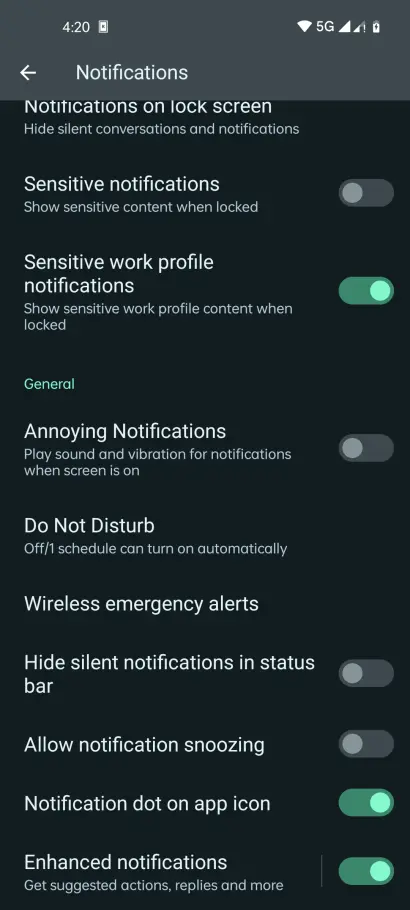 4:20
5G
Notifications
Notifications on lock screen
Hide silent conversations and notifications
Sensitive notifications
Show sensitive content when locked
Sensitive work profile
notifications
Show sensitive work profile content when
locked
General
Annoying Notifications
Play sound and vibration for notifications
when screen is on
Do Not Disturb
Off/1 schedule can turn on automatically
Wireless emergency alerts
Hide silent notifications in status
bar
Allow notification snoozing
Notification dot on app icon
Enhanced notifications
Get suggested actions, replies and more